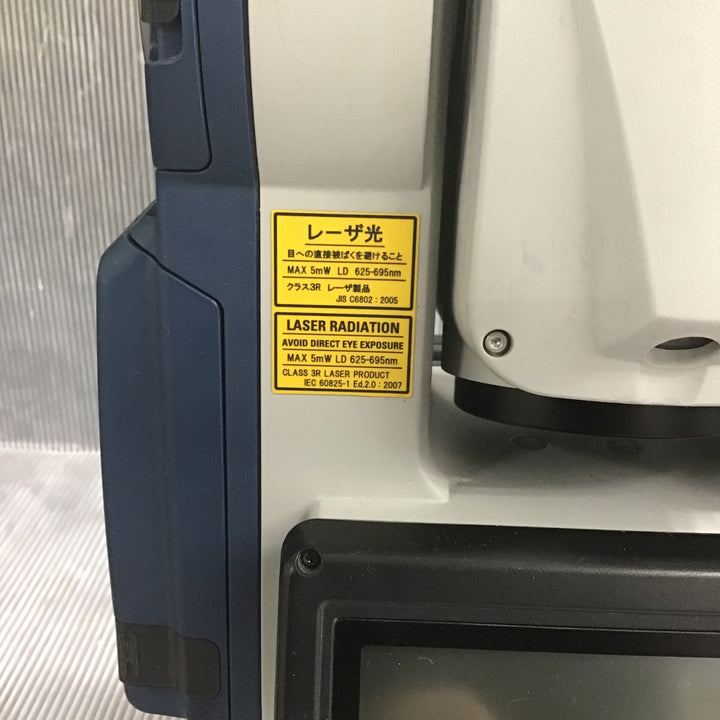 レーザ光
目への直接被ばくを避けること
MAX 5mW LD 625-695nm
クラス3R レーザ製品
JIS C6802：2005
LASER RADIATION
AVOID DIRECT EYE EXPOSURE
MAX 5mW LD 625-695nm
CLASS 3R LASER PRODUCT
IEC 60825-1 Ed.2.0：2007